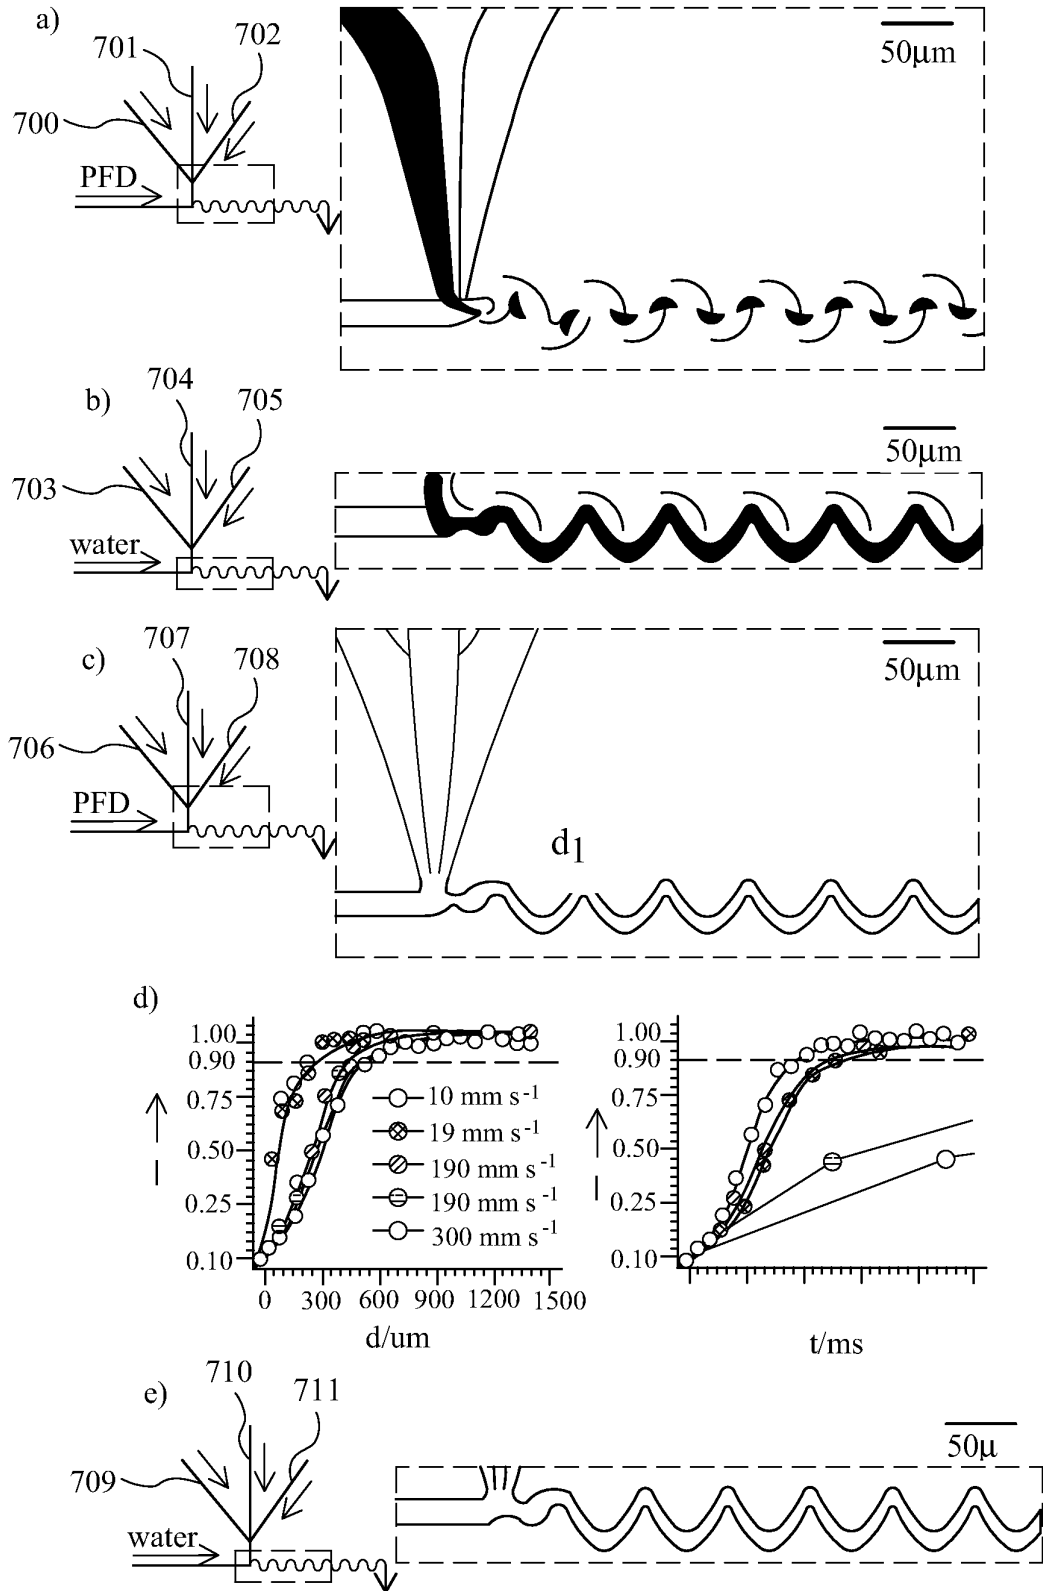 a)
701
702
700
PFD
50μm
b)
704
705
703
water
50μm
c)
707
708
706
PFD
50μm
d1
d)
1.00
0.90
0.75
0.50
0.25
0.10
I
10 mm s-1
19 mm s-1
190 mm s-1
190 mm s-1
300 mm s-1
0 300 600 900 1200 1500
d/um
1.00
0.90
0.75
0.50
0.25
0.10
I
t/ms
e)
710
711
709
water
50μ